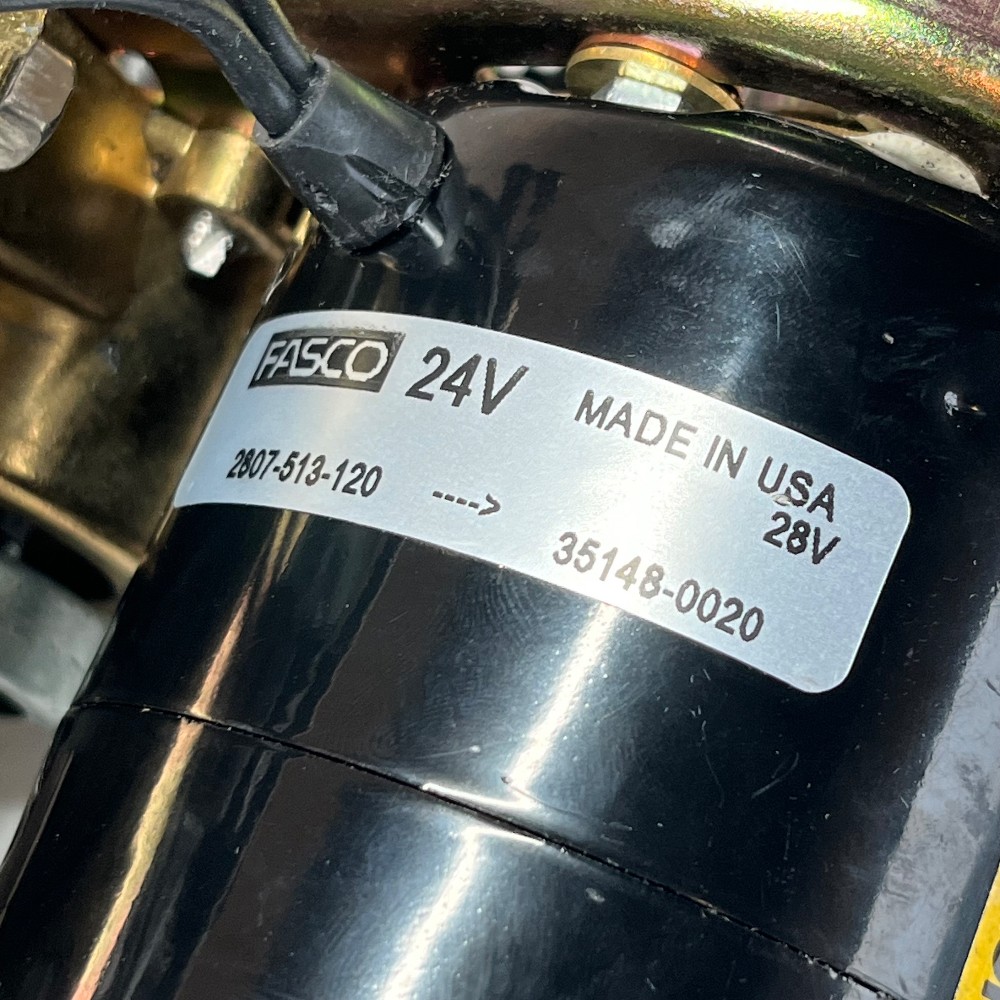 FASCO 24V MADE IN USA
28V
2807-513-120 ----> 35148-0020